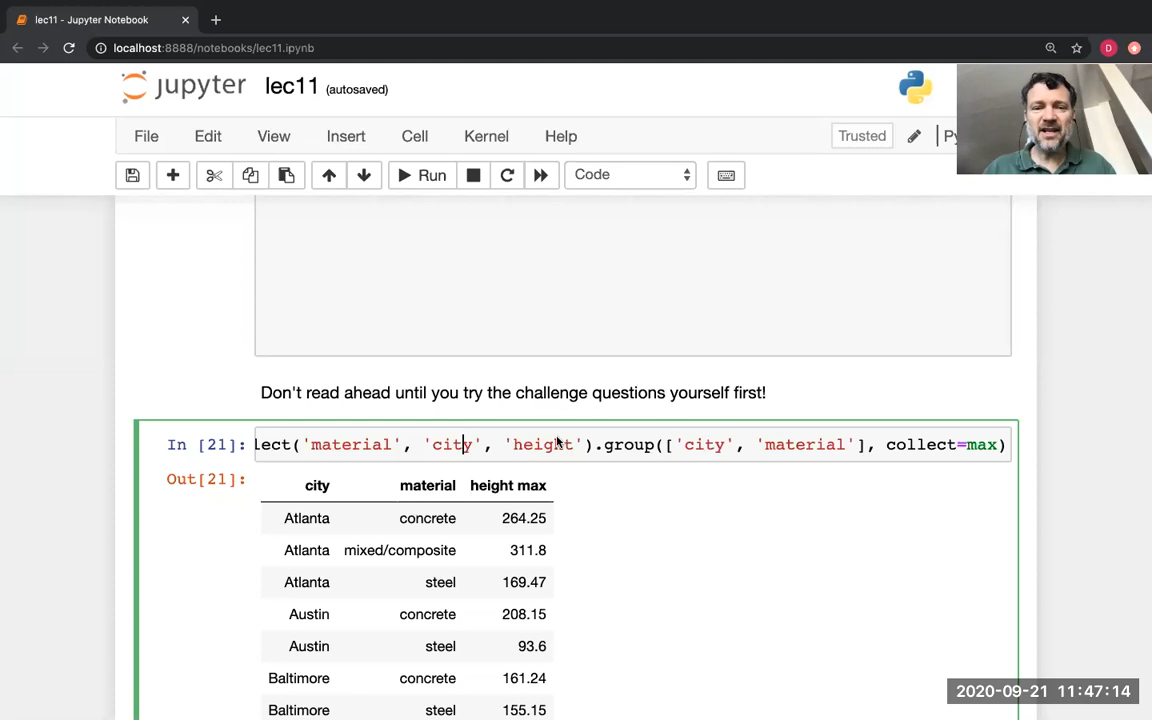 lec11 - Jupyter Notebook
localhost:8888/notebooks/lec11.ipynb
D
jupyter lec11 (autosaved)
File Edit View Insert Cell Kernel Help Trusted Py
Run Code
Don't read ahead until you try the challenge questions yourself first!
In [21]: lect('material', 'city', 'height').group(['city', 'material'], collect=max)
Out[21]:
city material height max
Atlanta concrete 264.25
Atlanta mixed/composite 311.8
Atlanta steel 169.47
Austin concrete 208.15
Austin steel 93.6
Baltimore concrete 161.24
Baltimore steel 155.15
2020-09-21 11:47:14